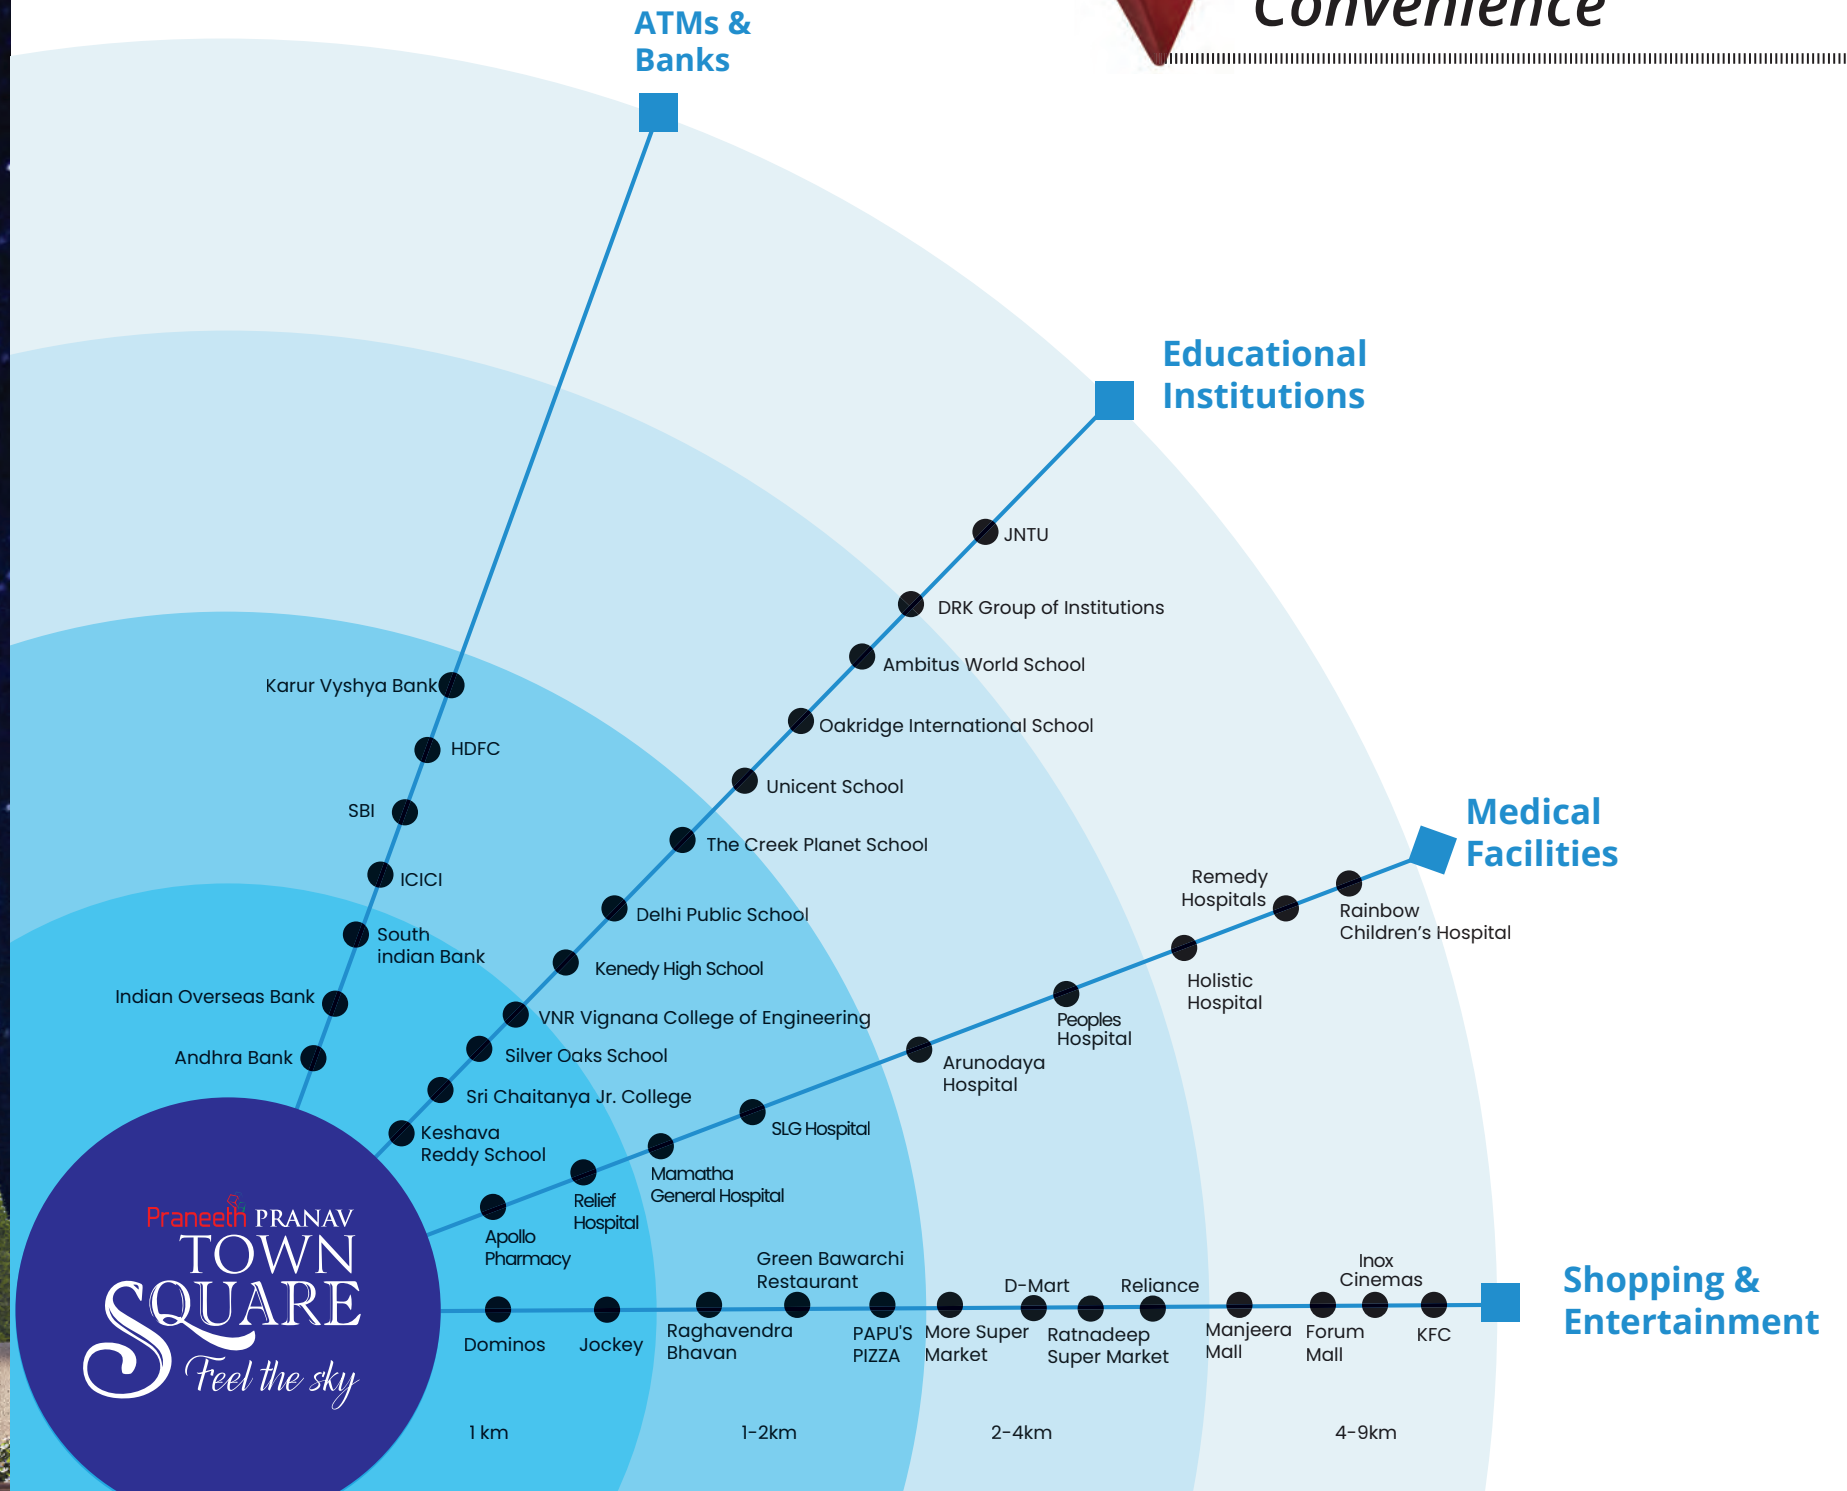 Convenience
ATMs &
Banks
Educational
Institutions
JNTU
DRK Group of Institutions
Ambitus World School
Oakridge International School
Unicent School
The Creek Planet School
Delhi Public School
Kenedy High School
VNR Vignana College of Engineering
Silver Oaks School
Sri Chaitanya Jr. College
Keshava
Reddy School
Karur Vyshya Bank
HDFC
SBI
ICICI
South
indian Bank
Indian Overseas Bank
Andhra Bank
Medical
Facilities
Remedy
Hospitals
Rainbow
Children’s Hospital
Holistic
Hospital
Peoples
Hospital
Arunodaya
Hospital
SLG Hospital
Mamatha
General Hospital
Relief
Hospital
Apollo
Pharmacy
Shopping &
Entertainment
Dominos
Jockey
Raghavendra
Bhavan
Green Bawarchi
Restaurant
PAPU'S
PIZZA
More Super
Market
D-Mart
Ratnadeep
Super Market
Reliance
Manjeera
Mall
Forum
Mall
Inox
Cinemas
KFC
Praneeth PRANAV
TOWN
SQUARE
Feel the sky
1 km
1-2km
2-4km
4-9km